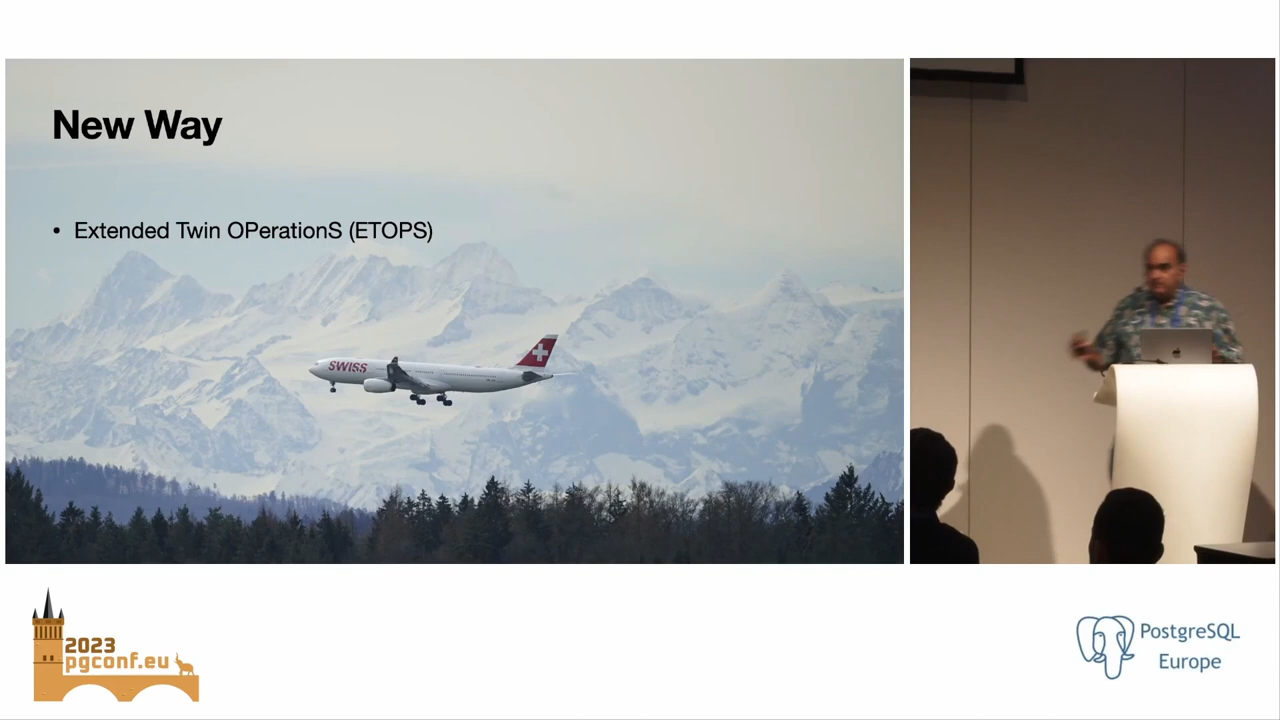 New Way
• Extended Twin OPerationS (ETOPS)
SWISS
2023
pgconf.eu
PostgreSQL
Europe